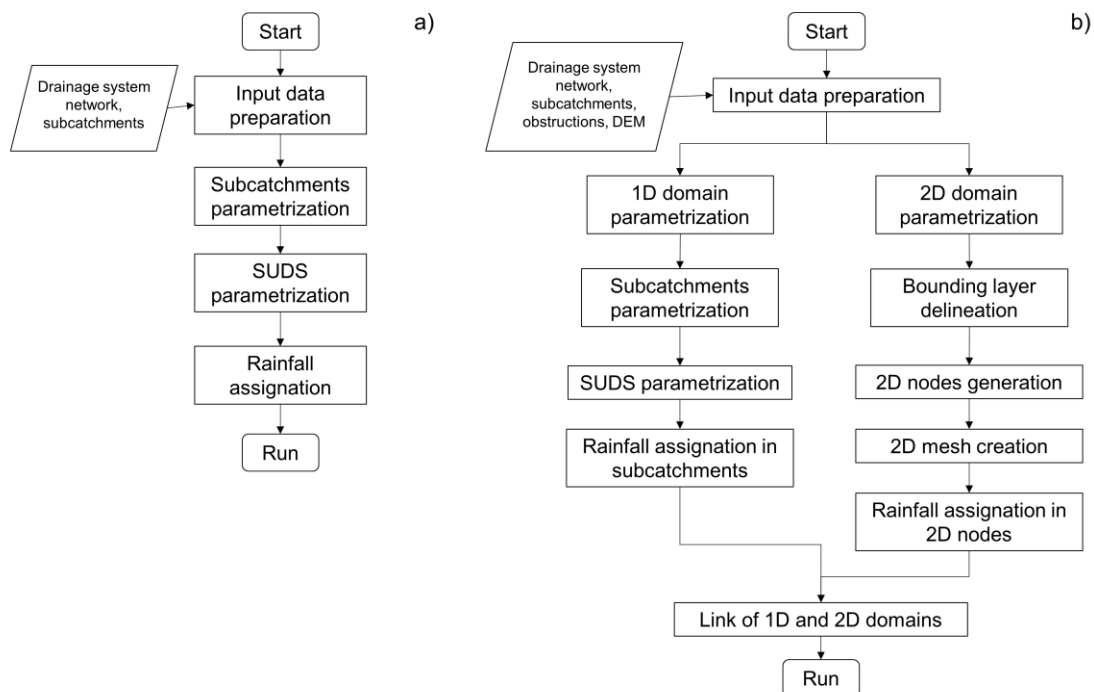 a)
Start
Drainage system
network,
subcatchments
Input data
preparation
Subcatchments
parametrization
SUDS
parametrization
Rainfall
assignation
Run
b)
Start
Drainage system
network,
subcatchments,
obstructions, DEM
Input data preparation
1D domain
parametrization
Subcatchments
parametrization
SUDS parametrization
Rainfall assignation in
subcatchments
2D domain
parametrization
Bounding layer
delineation
2D nodes generation
2D mesh creation
Rainfall assignation in
2D nodes
Link of 1D and 2D domains
Run